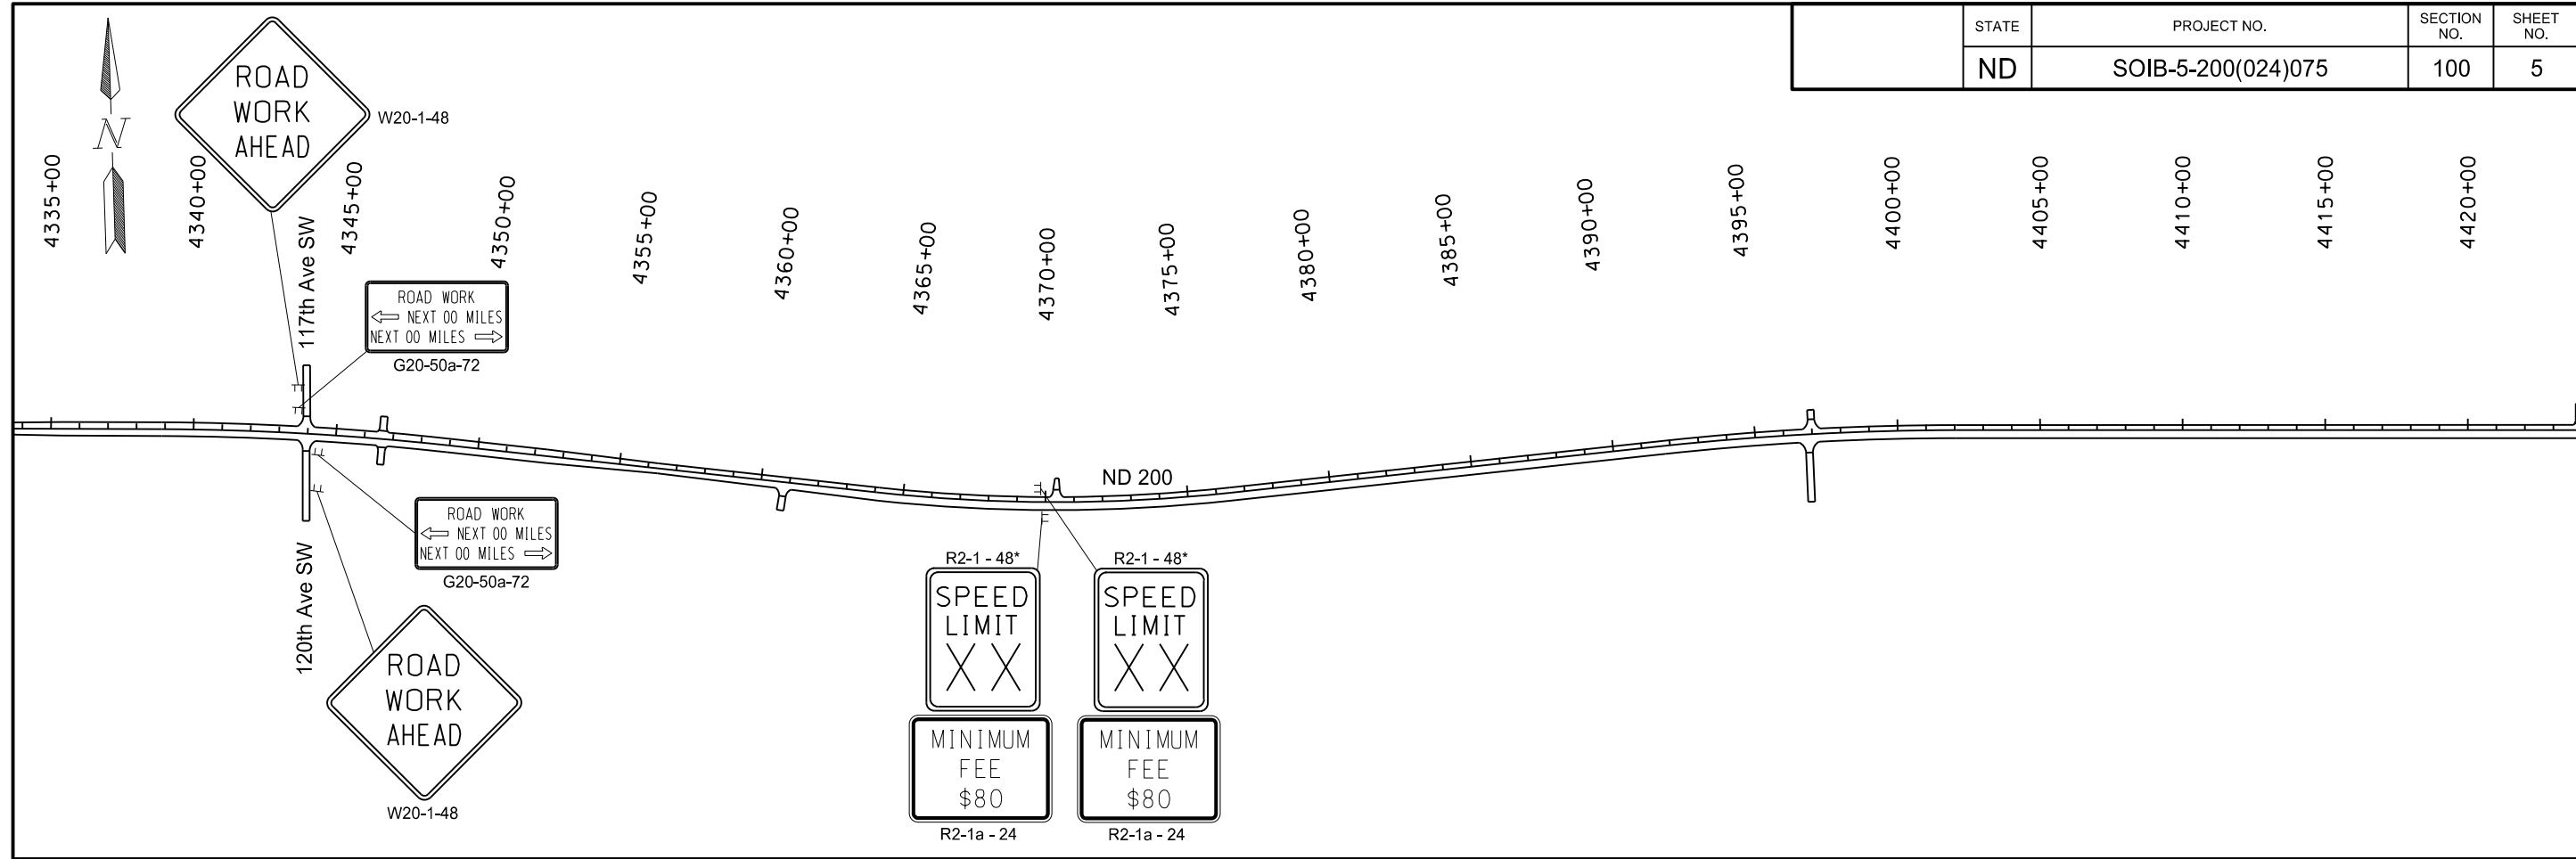 STATE
PROJECT NO.
SECTION NO.
SHEET NO.
ND
SOIB-5-200(024)075
100
5
N
ROAD
WORK
AHEAD
W20-1-48
4335+00
4340+00
4345+00
4350+00
4355+00
4360+00
4365+00
4370+00
4375+00
4380+00
4385+00
4390+00
4395+00
4400+00
4405+00
4410+00
4415+00
4420+00
117th Ave SW
ROAD WORK
NEXT 00 MILES
NEXT 00 MILES
G20-50a-72
ND 200
ROAD WORK
NEXT 00 MILES
NEXT 00 MILES
G20-50a-72
120th Ave SW
ROAD
WORK
AHEAD
W20-1-48
R2-1 - 48*
SPEED
LIMIT
XX
MINIMUM
FEE
$80
R2-1a - 24
R2-1 - 48*
SPEED
LIMIT
XX
MINIMUM
FEE
$80
R2-1a - 24